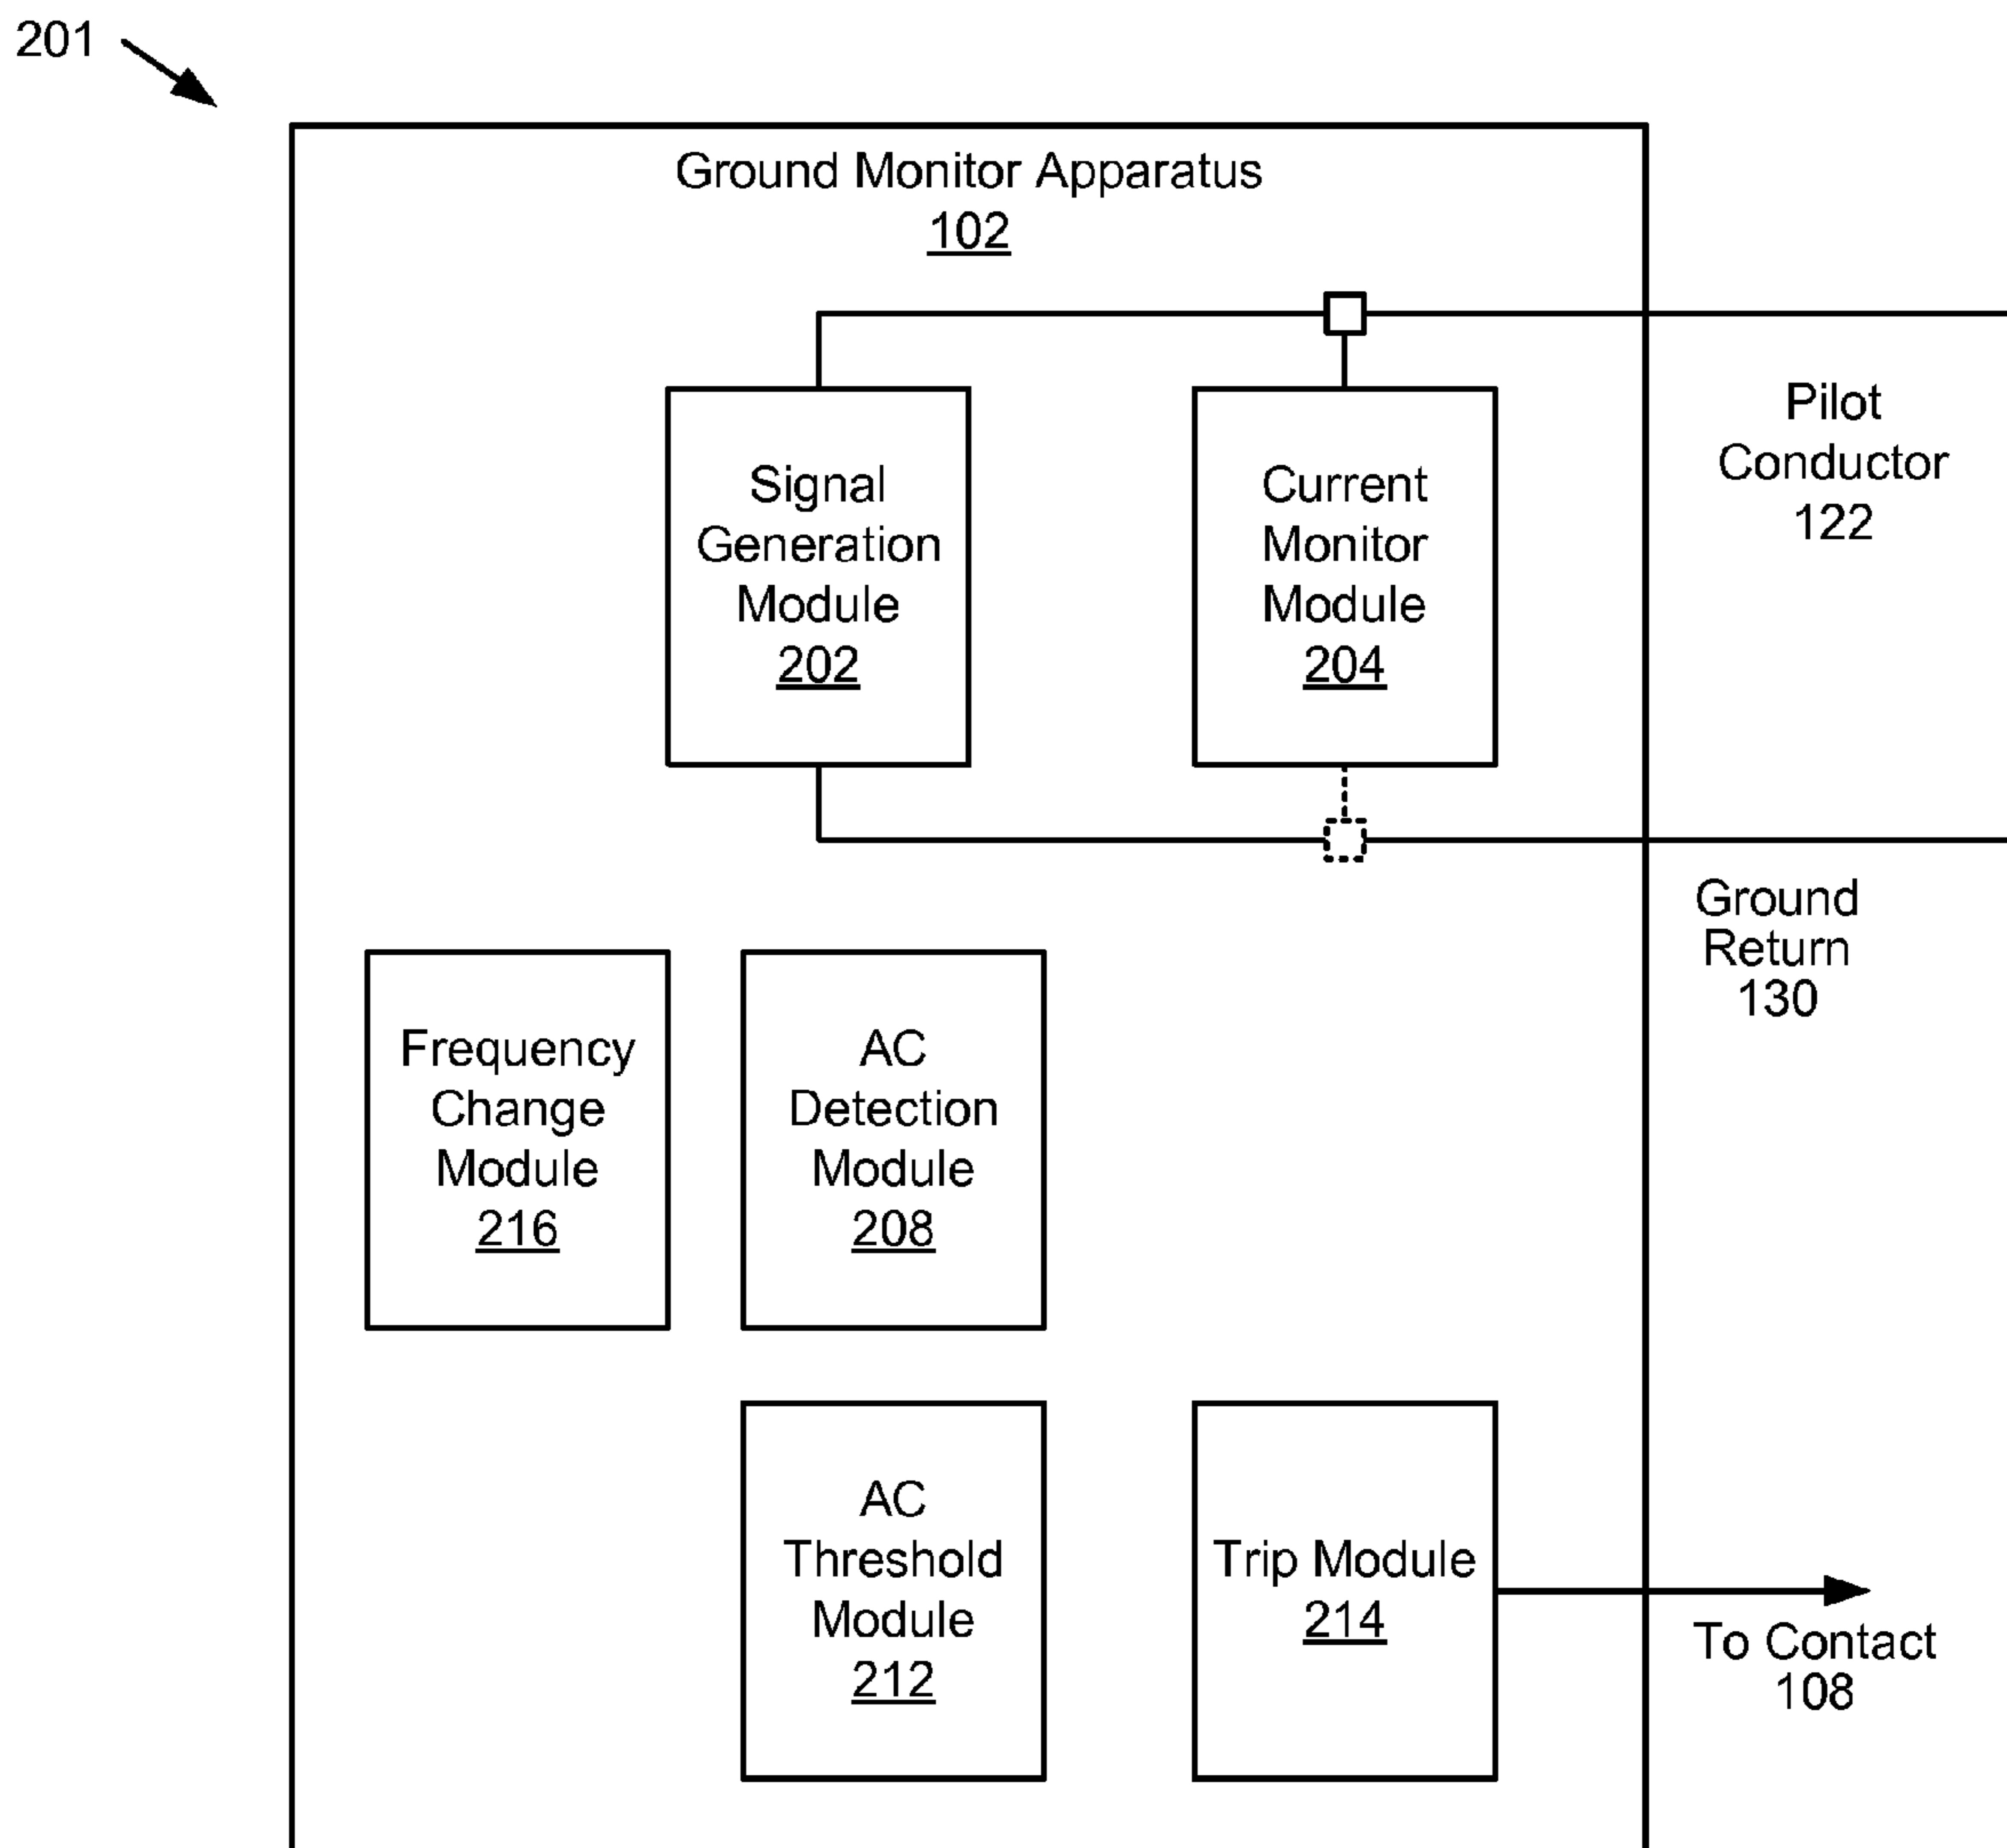 201
Ground Monitor Apparatus
102
Signal
Generation
Module
202
Current
Monitor
Module
204
Pilot
Conductor
122
Ground
Return
130
Frequency
Change
Module
216
AC
Detection
Module
208
AC
Threshold
Module
212
Trip Module
214
To Contact
108